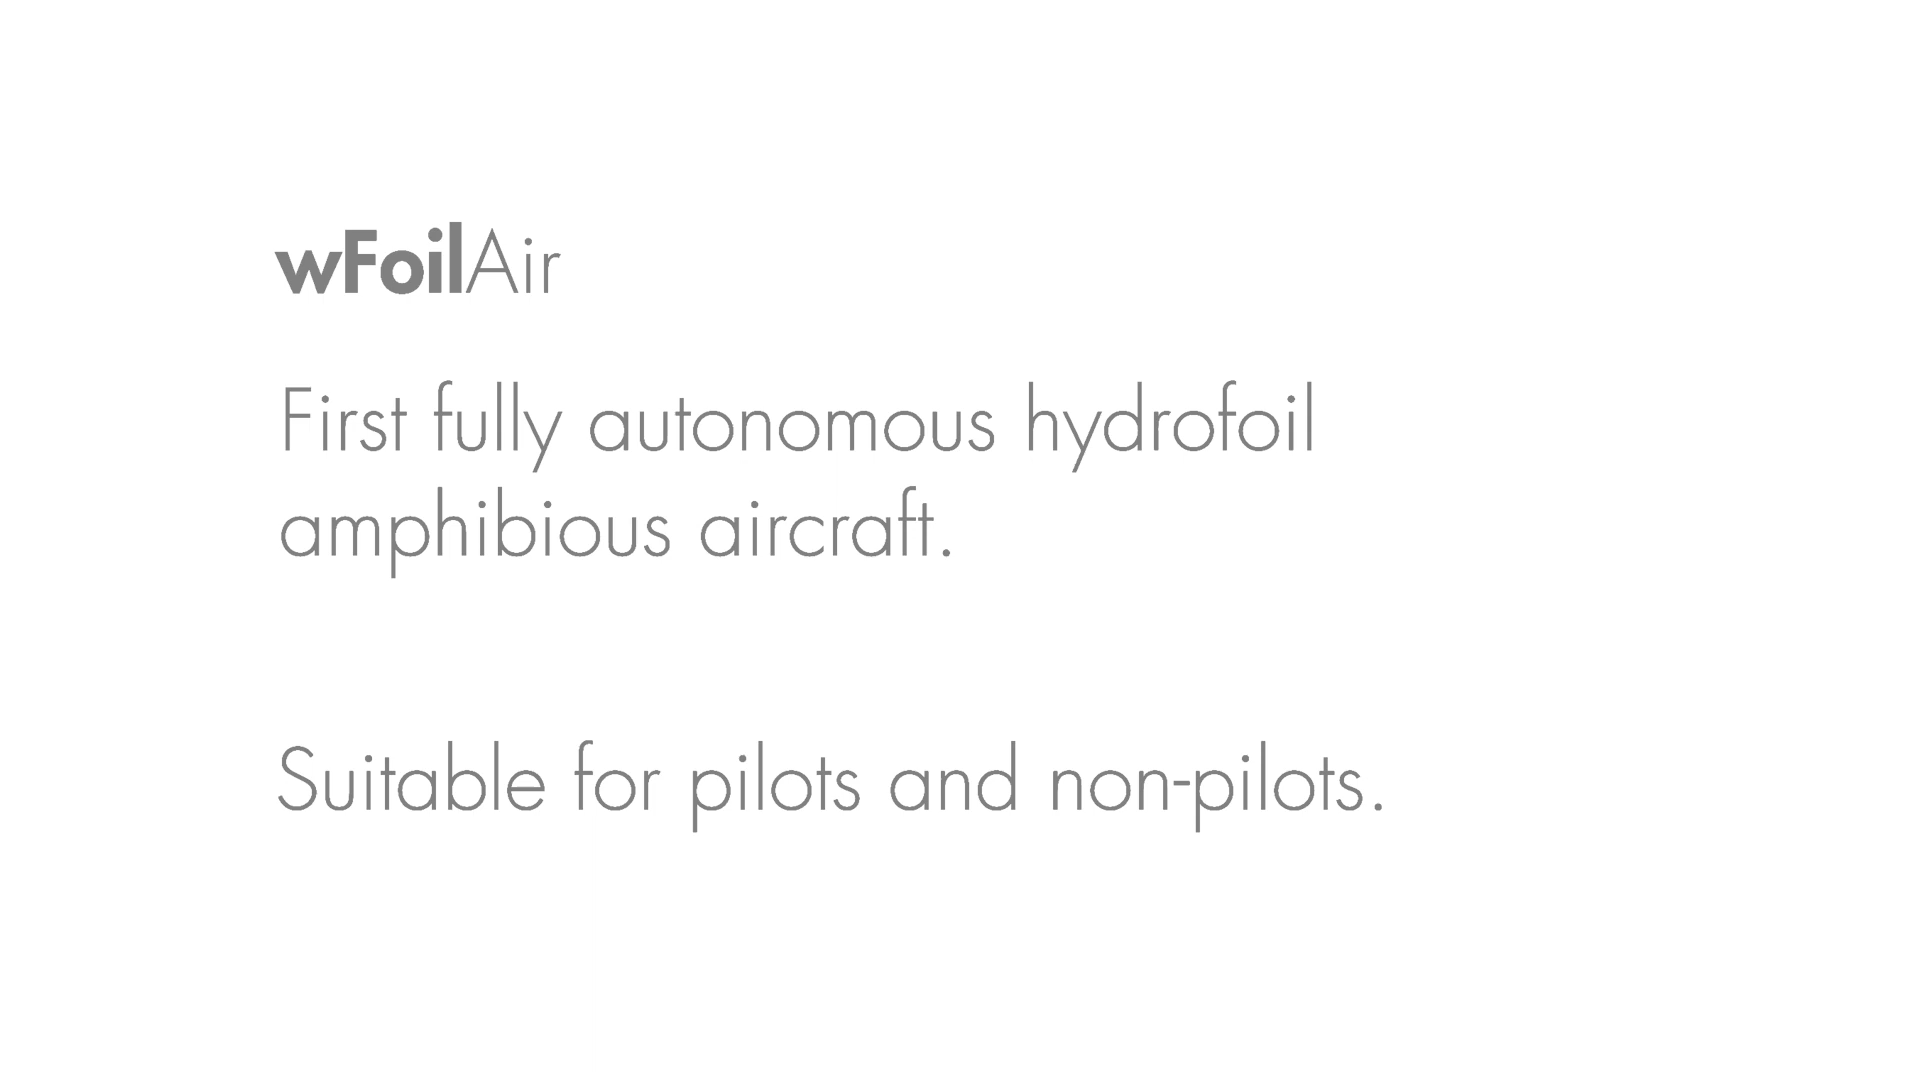 wFoilAir
First fully autonomous hydrofoil
amphibious aircraft.
Suitable for pilots and non-pilots.